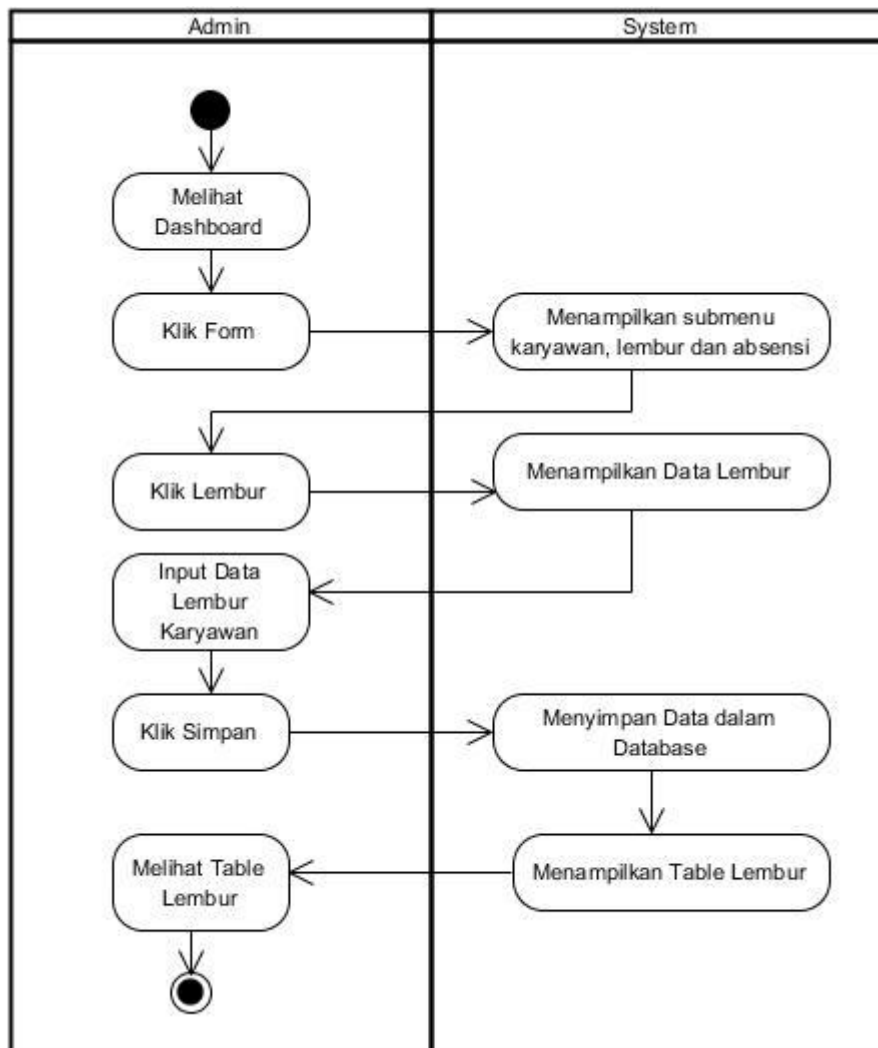 Admin
System
Melihat
Dashboard
Klik Form
Menampilkan submenu
karyawan, lembur dan absensi
Klik Lembur
Menampilkan Data Lembur
Input Data
Lembur
Karyawan
Klik Simpan
Menyimpan Data dalam
Database
Menampilkan Table Lembur
Melihat Table
Lembur